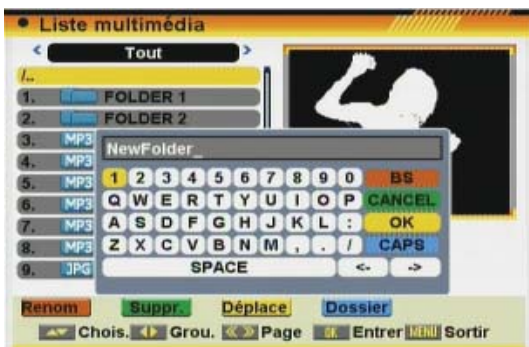 Liste multimédia
Tout
/..
1. FOLDER 1
2. FOLDER 2
3. MP3
4. MP3
5. MP3
6. MP3
7. MP3
8. MP3
9. JPG
NewFolder_
1 2 3 4 5 6 7 8 9 0 BS
Q W E R T Y U I O P CANCEL
A S D F G H J K L : OK
Z X C V B N M , . / CAPS
SPACE <- ->
Renom Suppr. Déplace Dossier
Chois. Grou. Page OK Entrer MENU Sortir